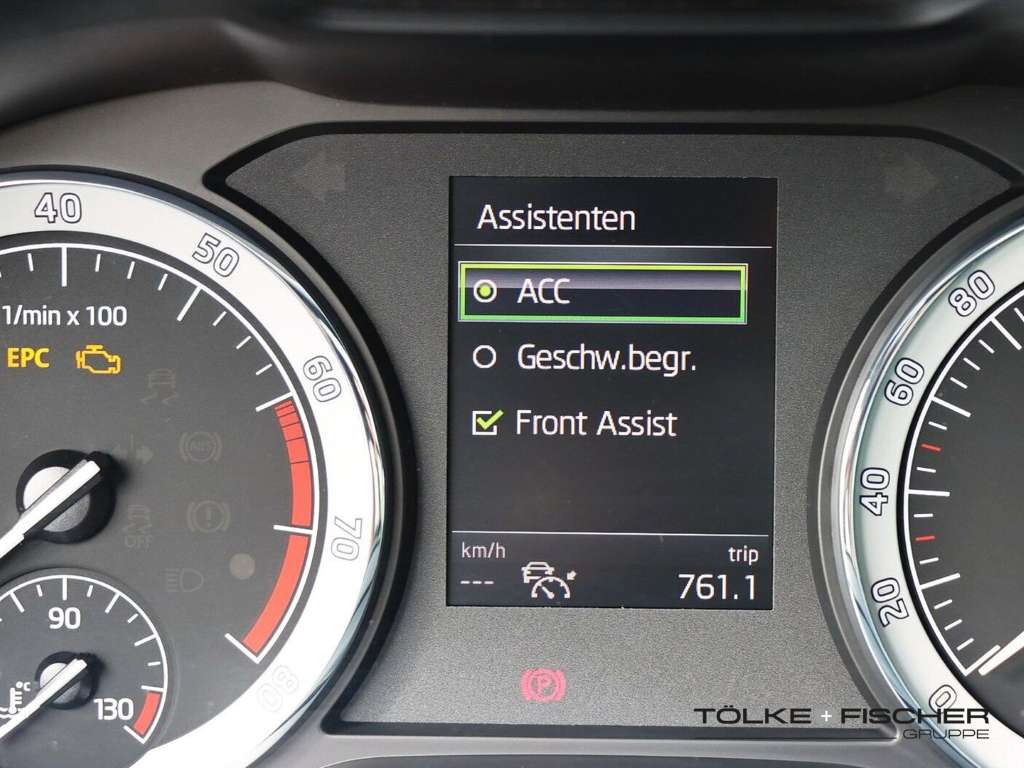 40
50
60
70
80
1/min x 100
EPC
OFF
90
°C
130
Assistenten
ACC
Geschw.begr.
Front Assist
km/h
trip
---
761.1
P
80
60
40
20
0
TÖLKE + FISCHER
GRUPPE